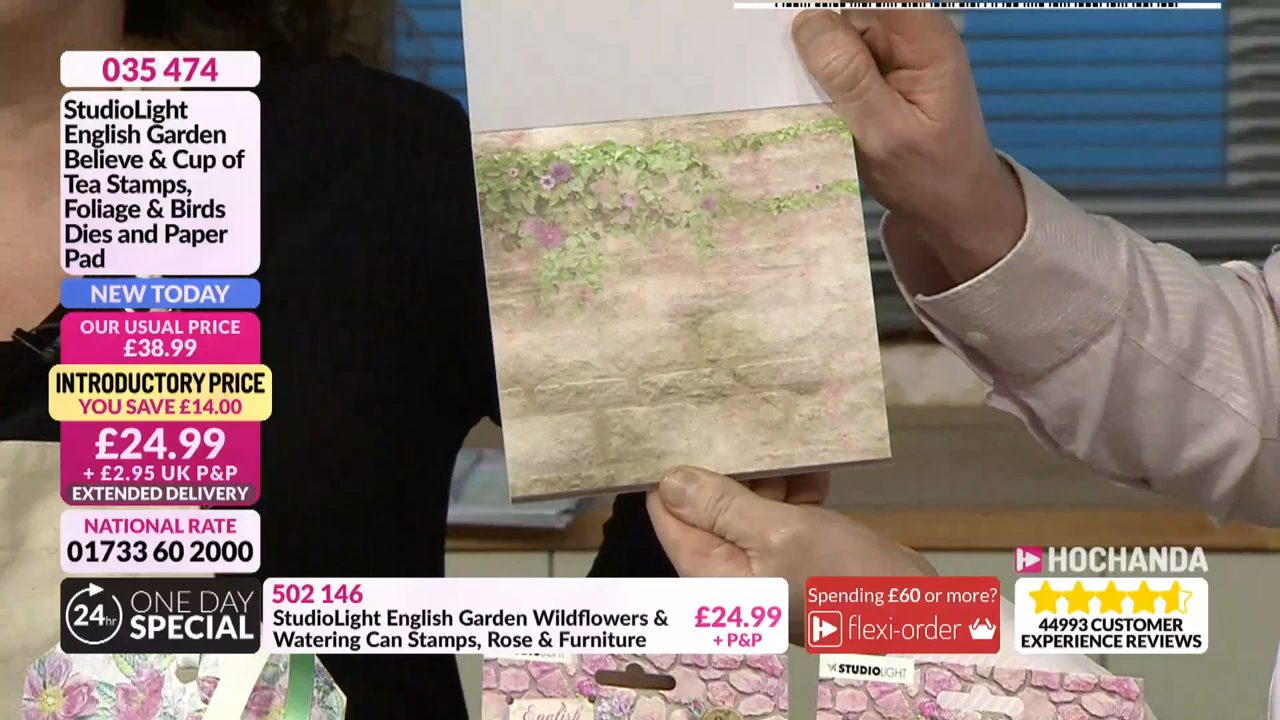 035 474
StudioLight
English Garden
Believe & Cup of
Tea Stamps,
Foliage & Birds
Dies and Paper
Pad
NEW TODAY
OUR USUAL PRICE
£38.99
INTRODUCTORY PRICE
YOU SAVE £14.00
£24.99
+ £2.95 UK P&P
EXTENDED DELIVERY
NATIONAL RATE
01733 60 2000
24hr
ONE DAY
SPECIAL
502 146
StudioLight English Garden Wildflowers &
Watering Can Stamps, Rose & Furniture
£24.99
+ P&P
Spending £60 or more?
flexi-order
HOCHANDA
44993 CUSTOMER
EXPERIENCE REVIEWS
STUDIOLIGHT
English